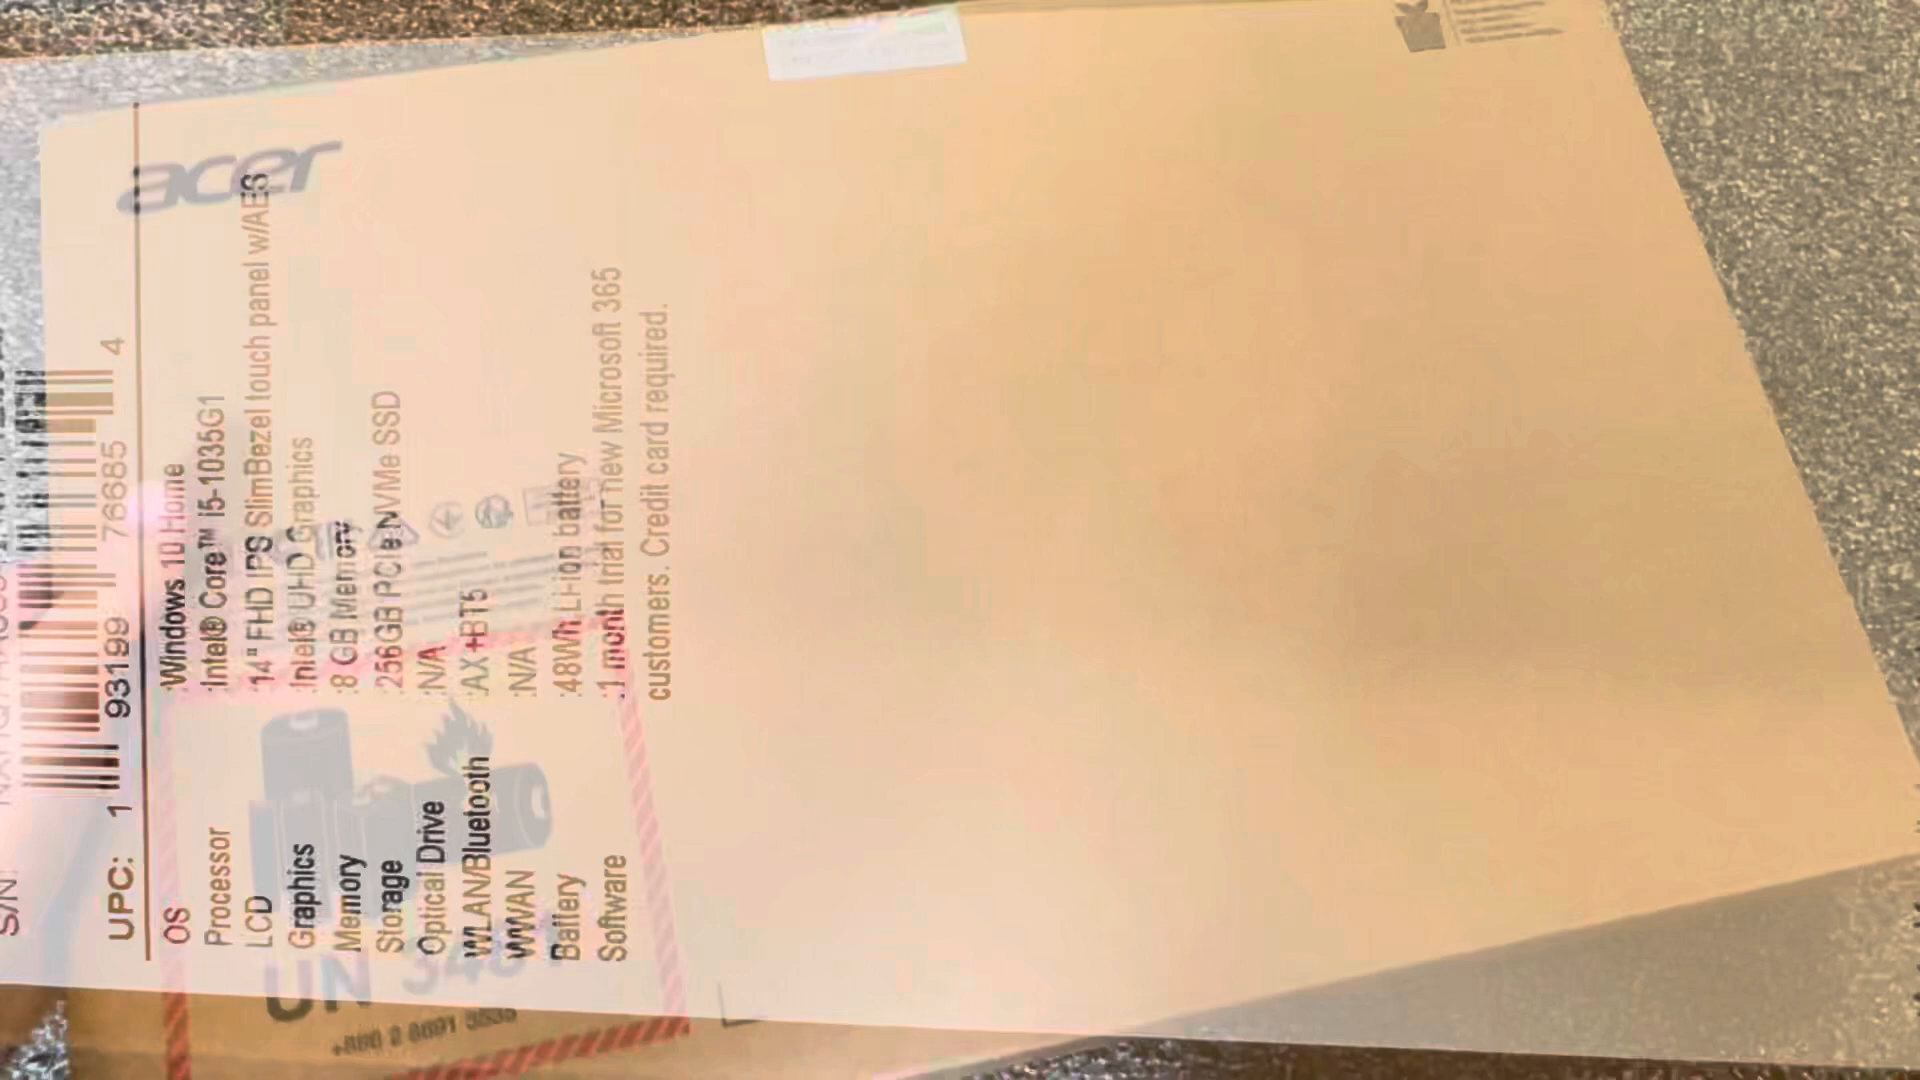 acer
UPC: 1 93199 76685 4
OS :Windows 10 Home
Processor :Intel® Core™ i5-1035G1
LCD :14" FHD IPS SlimBezel touch panel w/AES
Graphics :Intel® UHD Graphics
Memory :8 GB Memory
Storage :256GB PCIe NVMe SSD
Optical Drive :N/A
WLAN/Bluetooth :AX+BT5
WWAN :N/A
Battery :48Wh Li-ion battery
Software :1 month trial for new Microsoft 365
customers. Credit card required.
S/N:
UN